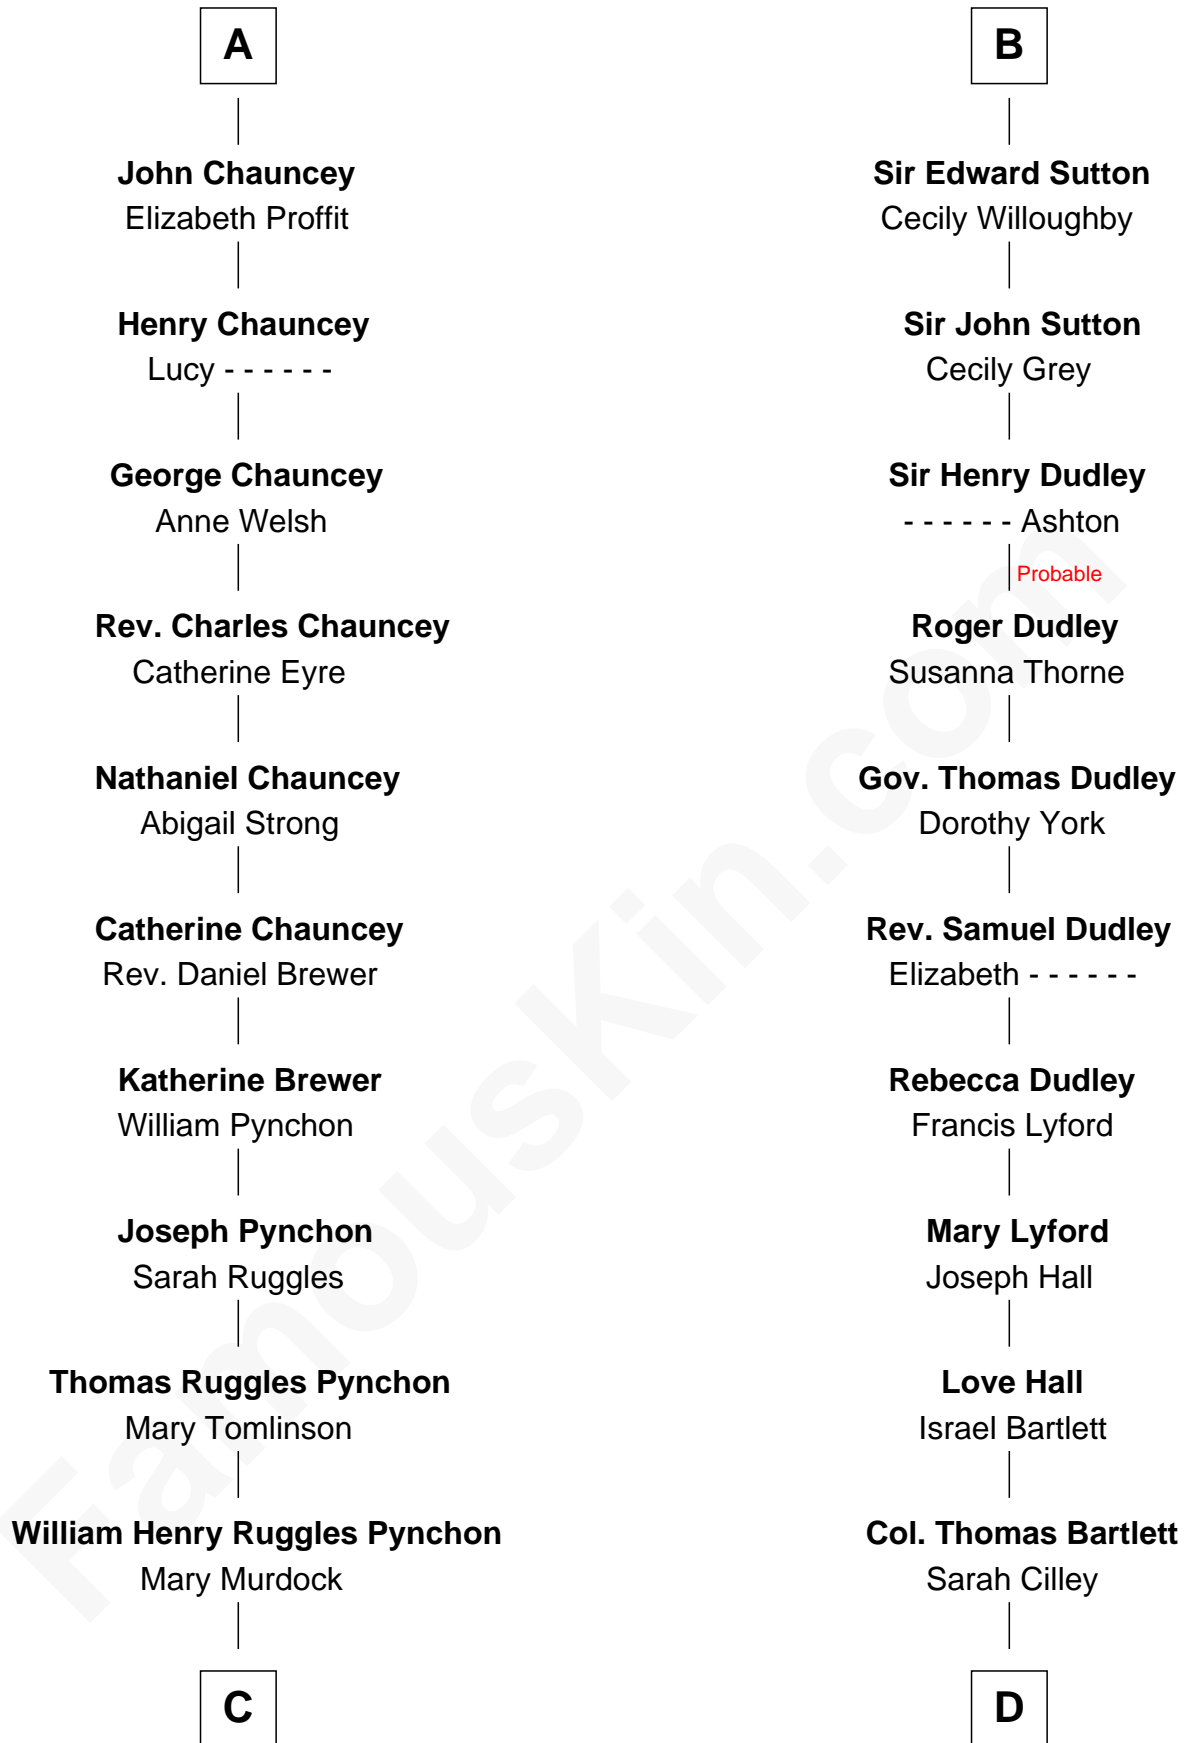 A
John Chauncey
Elizabeth Proffit
Henry Chauncey
Lucy - - - - - -
George Chauncey
Anne Welsh
Rev. Charles Chauncey
Catherine Eyre
Nathaniel Chauncey
Abigail Strong
Catherine Chauncey
Rev. Daniel Brewer
Katherine Brewer
William Pynchon
Joseph Pynchon
Sarah Ruggles
Thomas Ruggles Pynchon
Mary Tomlinson
William Henry Ruggles Pynchon
Mary Murdock
C
B
Sir Edward Sutton
Cecily Willoughby
Sir John Sutton
Cecily Grey
Sir Henry Dudley
- - - - - - Ashton
Probable
Roger Dudley
Susanna Thorne
Gov. Thomas Dudley
Dorothy York
Rev. Samuel Dudley
Elizabeth - - - - - -
Rebecca Dudley
Francis Lyford
Mary Lyford
Joseph Hall
Love Hall
Israel Bartlett
Col. Thomas Bartlett
Sarah Cilley
D
FamousKin.com